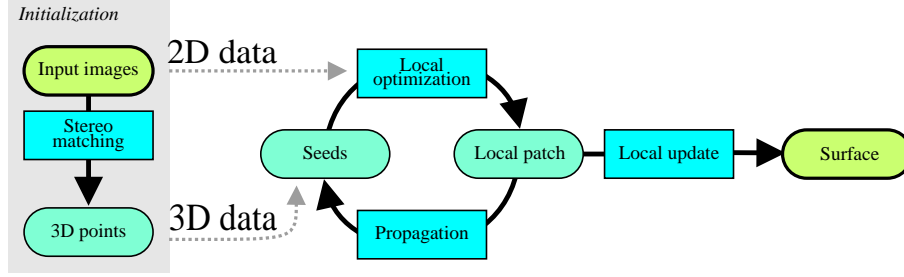 Initialization
Input images
Stereo
matching
3D points
2D data
3D data
Local
optimization
Seeds
Local patch
Propagation
Local update
Surface